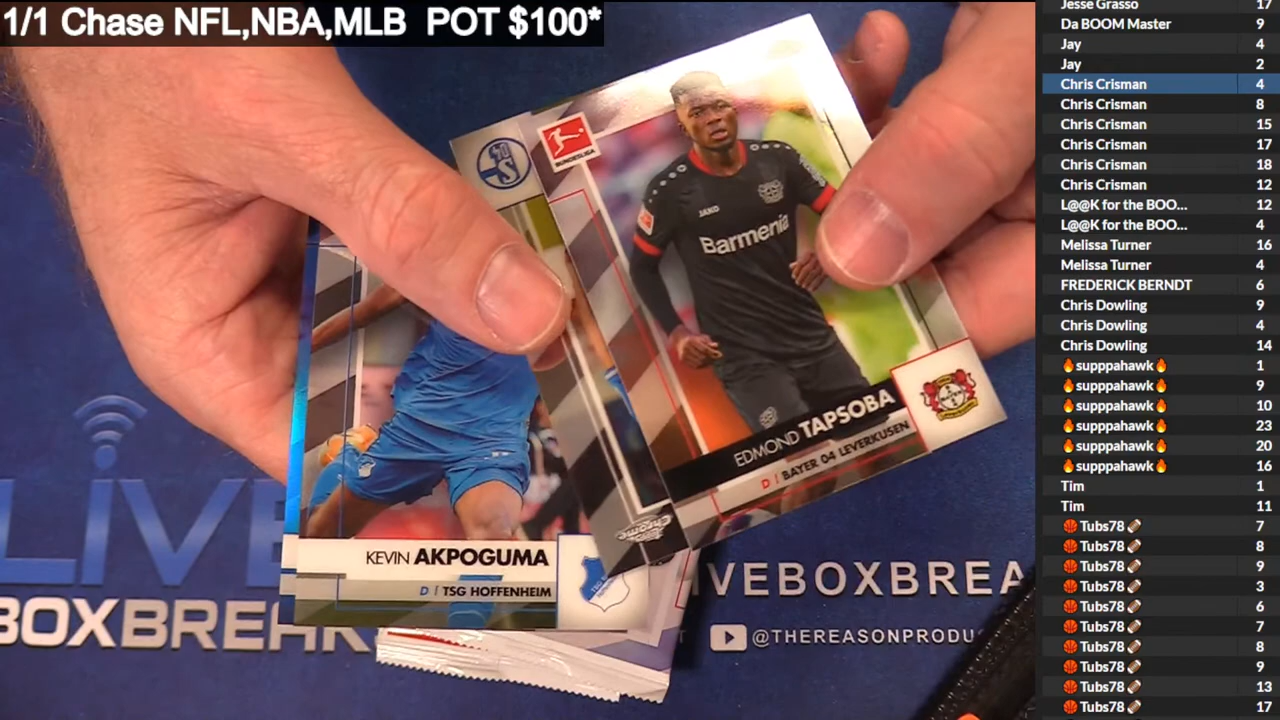 1/1 Chase NFL,NBA,MLB POT $100*
BUNDESLIGA
JAKO
Barmenia
EDMOND TAPSOBA
D | BAYER 04 LEVERKUSEN
Chrome
KEVIN AKPOGUMA
D | TSG HOFFENHEIM
LIVE
BOXBREAK
IVEBOXBREA
@THEREASONPRODU
Jesse Grasso 17
Da BOOM Master 9
Jay 4
Jay 2
Chris Crisman 4
Chris Crisman 8
Chris Crisman 15
Chris Crisman 17
Chris Crisman 18
Chris Crisman 12
L@@K for the BOO... 12
L@@K for the BOO... 4
Melissa Turner 16
Melissa Turner 4
FREDERICK BERNDT 6
Chris Dowling 9
Chris Dowling 4
Chris Dowling 14
🔥supppahawk🔥 1
🔥supppahawk🔥 9
🔥supppahawk🔥 10
🔥supppahawk🔥 23
🔥supppahawk🔥 20
🔥supppahawk🔥 16
Tim 1
Tim 11
🏀Tubs78🏈 7
🏀Tubs78🏈 8
🏀Tubs78🏈 9
🏀Tubs78🏈 3
🏀Tubs78🏈 6
🏀Tubs78🏈 7
🏀Tubs78🏈 8
🏀Tubs78🏈 9
🏀Tubs78🏈 13
🏀Tubs78🏈 17